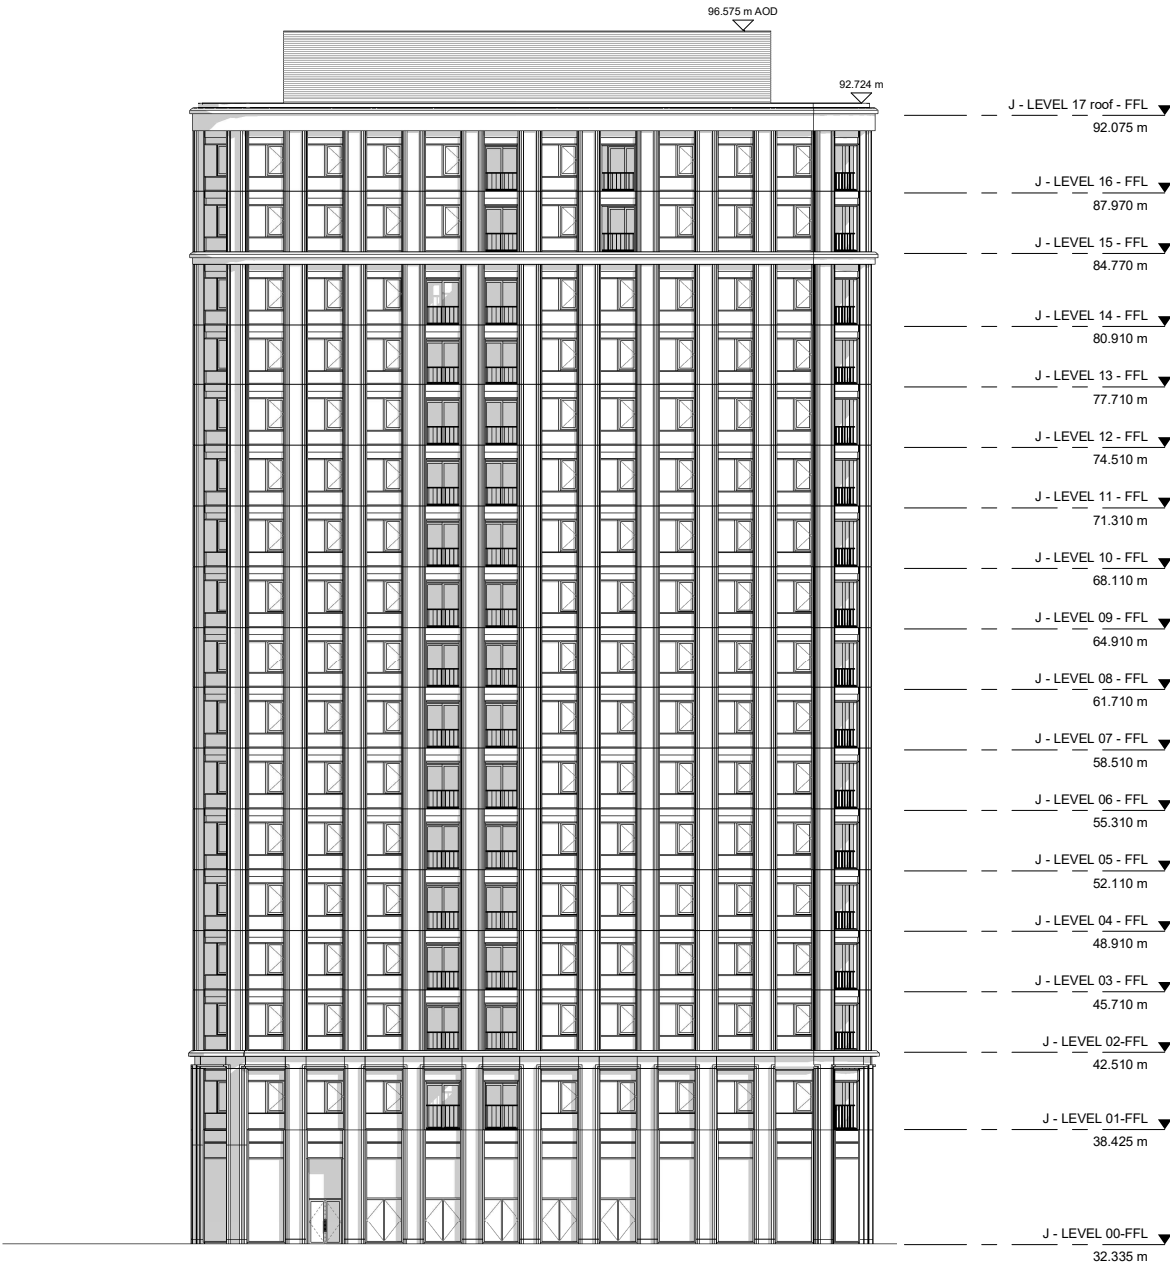 96.575 m AOD
92.724 m
J - LEVEL 17 roof - FFL
92.075 m
J - LEVEL 16 - FFL
87.970 m
J - LEVEL 15 - FFL
84.770 m
J - LEVEL 14 - FFL
80.910 m
J - LEVEL 13 - FFL
77.710 m
J - LEVEL 12 - FFL
74.510 m
J - LEVEL 11 - FFL
71.310 m
J - LEVEL 10 - FFL
68.110 m
J - LEVEL 09 - FFL
64.910 m
J - LEVEL 08 - FFL
61.710 m
J - LEVEL 07 - FFL
58.510 m
J - LEVEL 06 - FFL
55.310 m
J - LEVEL 05 - FFL
52.110 m
J - LEVEL 04 - FFL
48.910 m
J - LEVEL 03 - FFL
45.710 m
J - LEVEL 02-FFL
42.510 m
J - LEVEL 01-FFL
38.425 m
J - LEVEL 00-FFL
32.335 m